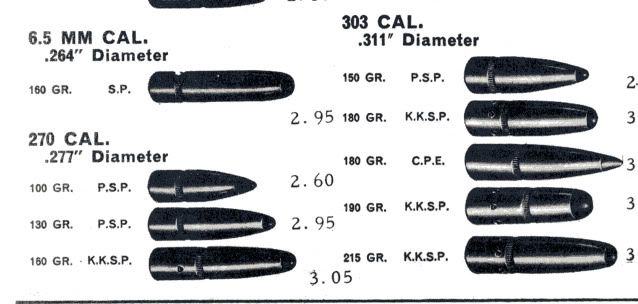 6.5 MM CAL.
.264" Diameter
160 GR. S.P.
2.95
270 CAL.
.277" Diameter
100 GR. P.S.P. 2.60
130 GR. P.S.P. 2.95
160 GR. K.K.S.P.
3.05
303 CAL.
.311" Diameter
150 GR. P.S.P.
180 GR. K.K.S.P. 3
180 GR. C.P.E. 3
190 GR. K.K.S.P. 3
215 GR. K.K.S.P. 3